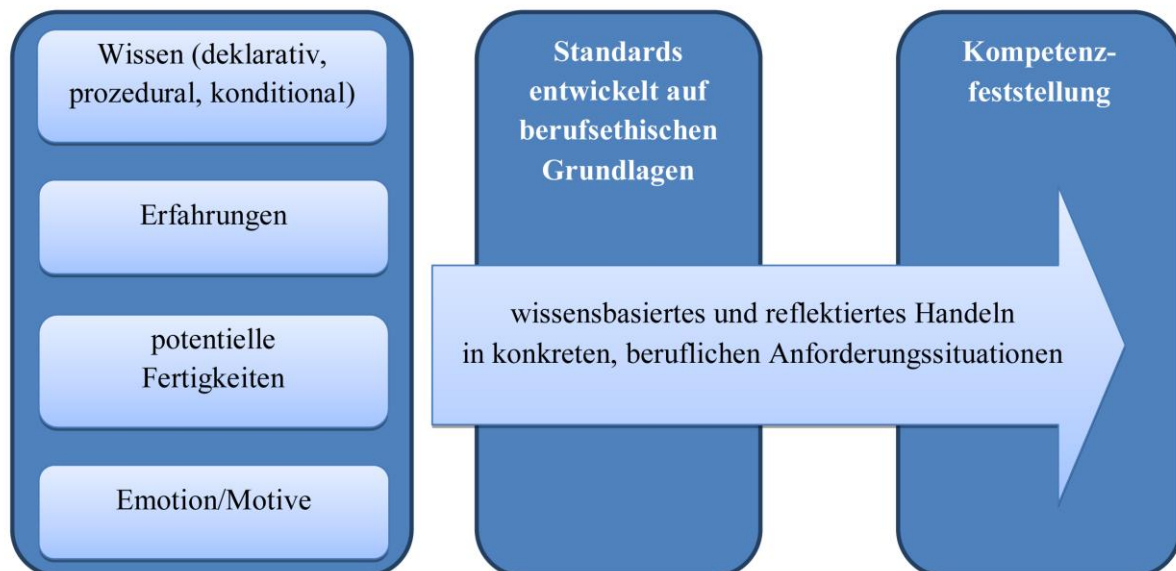 Wissen (deklarativ,
prozedural, konditional)
Erfahrungen
potentielle
Fertigkeiten
Emotion/Motive
Standards
entwickelt auf
berufsethischen
Grundlagen
Kompetenz-
feststellung
wissensbasiertes und reflektiertes Handeln
in konkreten, beruflichen Anforderungssituationen